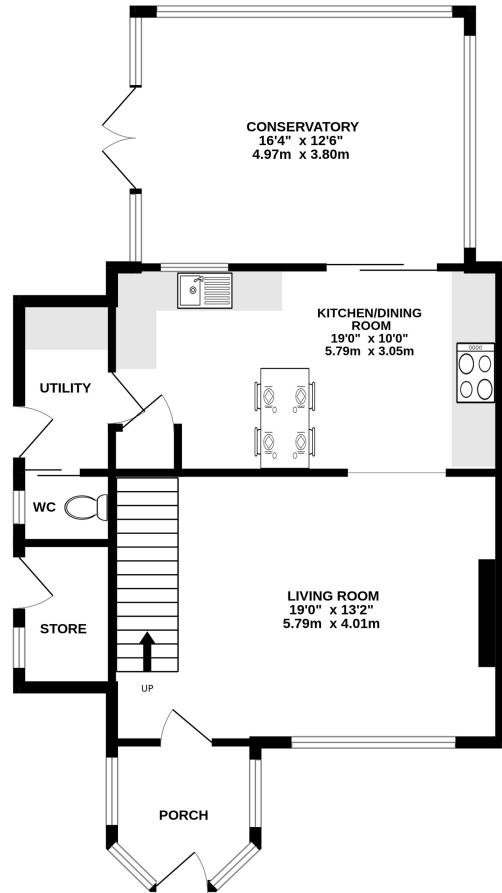 CONSERVATORY
16'4" x 12'6"
4.97m x 3.80m
KITCHEN/DINING
ROOM
19'0" x 10'0"
5.79m x 3.05m
UTILITY
WC
STORE
LIVING ROOM
19'0" x 13'2"
5.79m x 4.01m
UP
PORCH